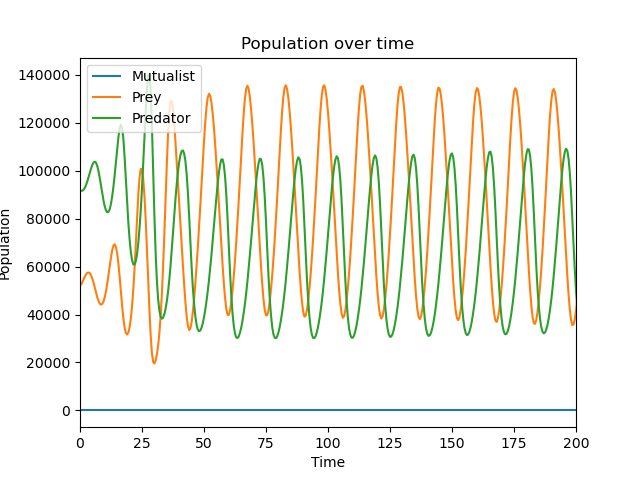 Population over time
Mutualist
Prey
Predator
140000
120000
100000
80000
60000
40000
20000
0
Population
0 25 50 75 100 125 150 175 200
Time